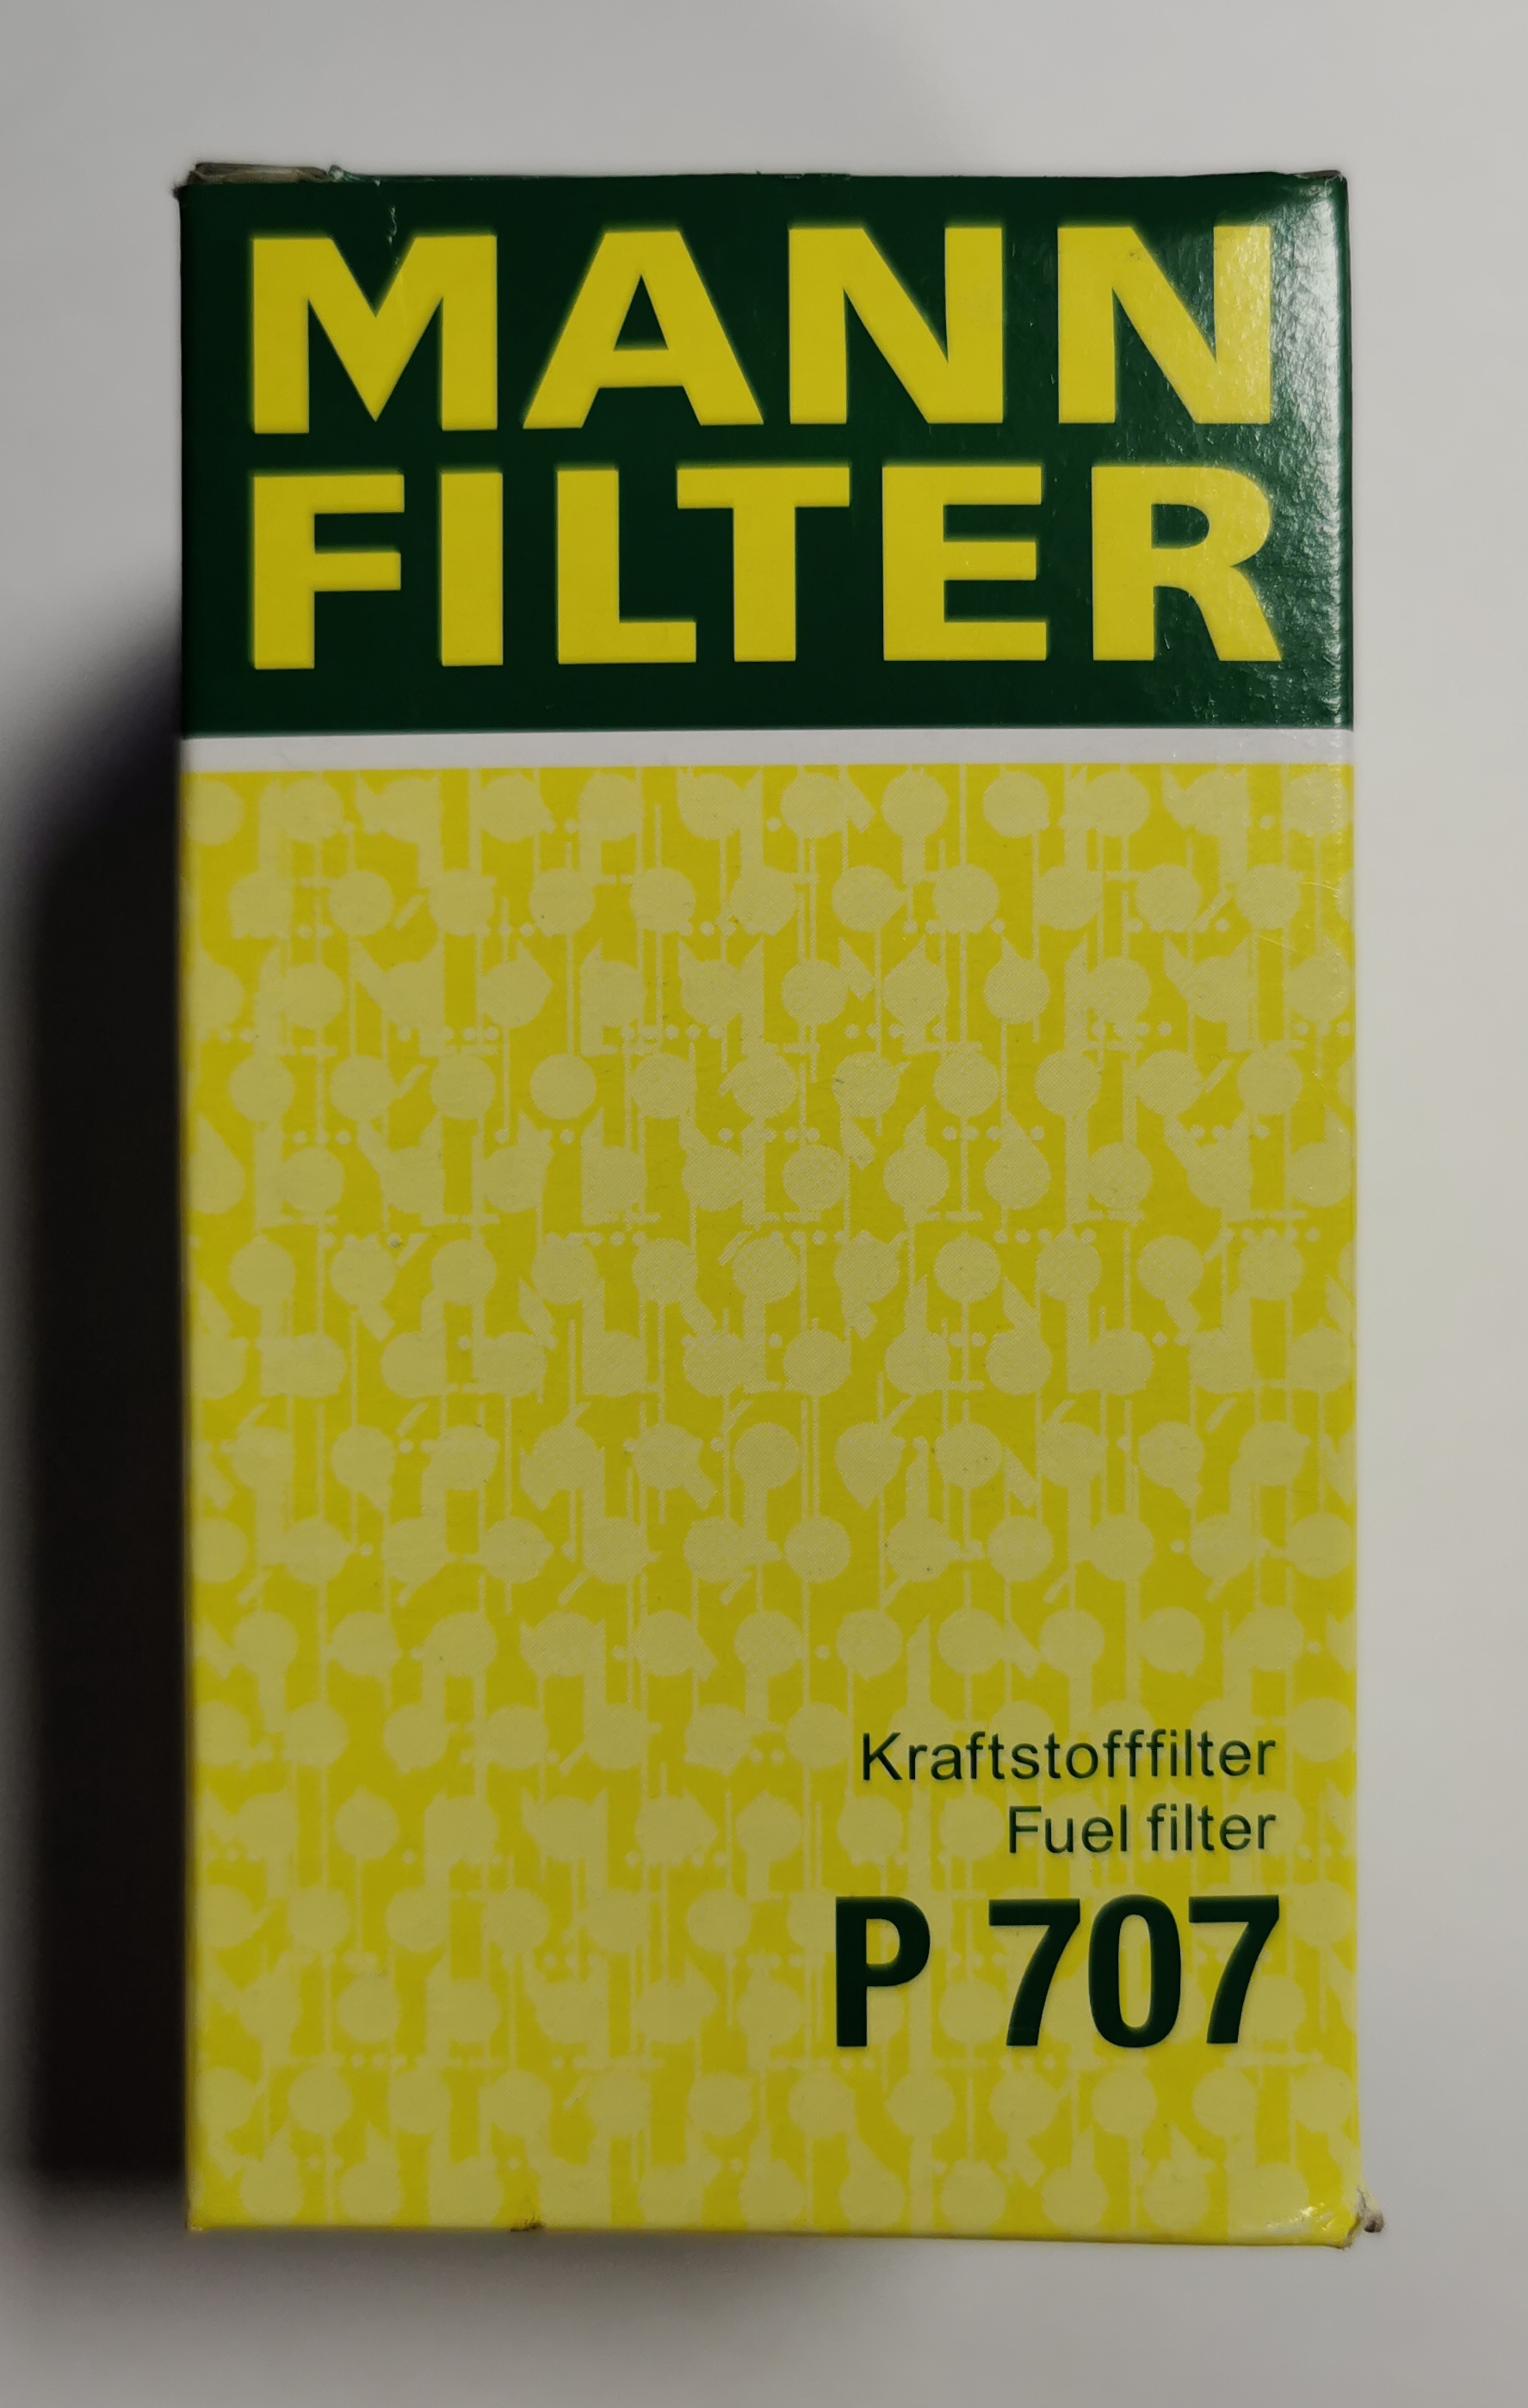 MANN
FILTER
Kraftstofffilter
Fuel filter
P 707